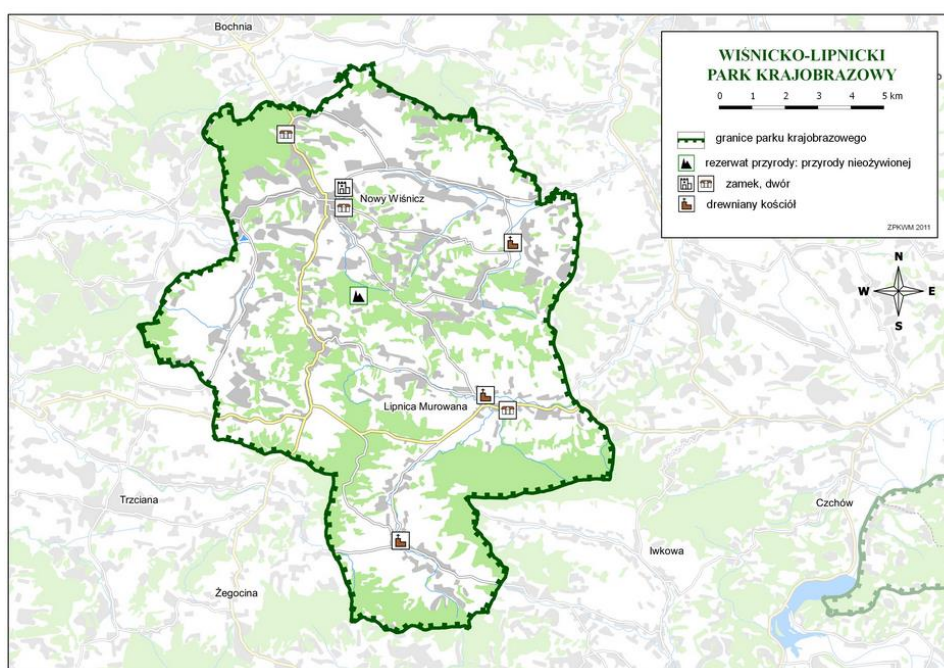 Bochnia
WIŚNICKO-LIPNICKI
PARK KRAJOBRAZOWY
0 1 2 3 4 5 km
granice parku krajobrazowego
rezerwat przyrody: przyrody nieożywionej
zamek, dwór
drewniany kościół
ZPKWM 2011
Nowy Wiśnicz
N
W E
S
Lipnica Murowana
Trzciana
Czchów
Iwkowa
Żegocina